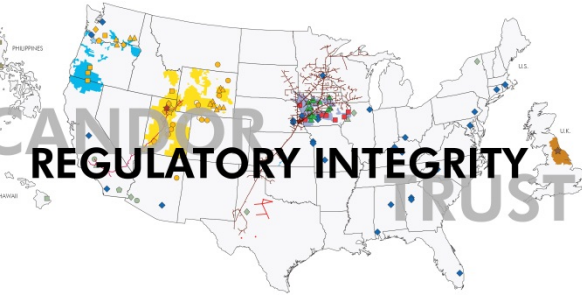 PHILIPPINES
U.S.
CANDOR
U.K.
REGULATORY INTEGRITY
HAWAII
TRUST